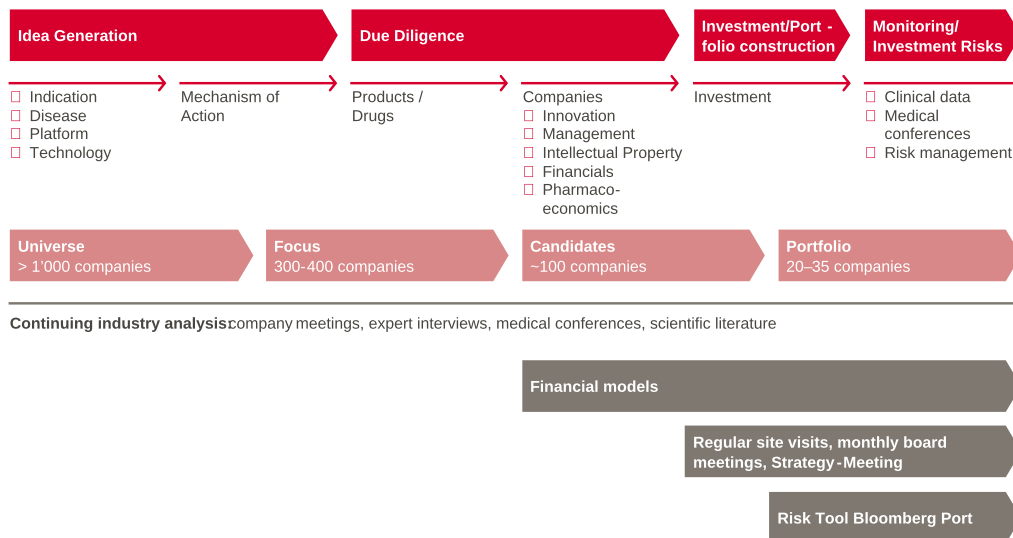 Idea Generation
Due Diligence
Investment/Port -
folio construction
Monitoring/
Investment Risks
Indication
Disease
Platform
Technology
Mechanism of
Action
Products /
Drugs
Companies
Innovation
Management
Intellectual Property
Financials
Pharmaco-
economics
Investment
Clinical data
Medical
conferences
Risk management
Universe
> 1’000 companies
Focus
300-400 companies
Candidates
~100 companies
Portfolio
20–35 companies
Continuing industry analysis: company meetings, expert interviews, medical conferences, scientific literature
Financial models
Regular site visits, monthly board
meetings, Strategy-Meeting
Risk Tool Bloomberg Port